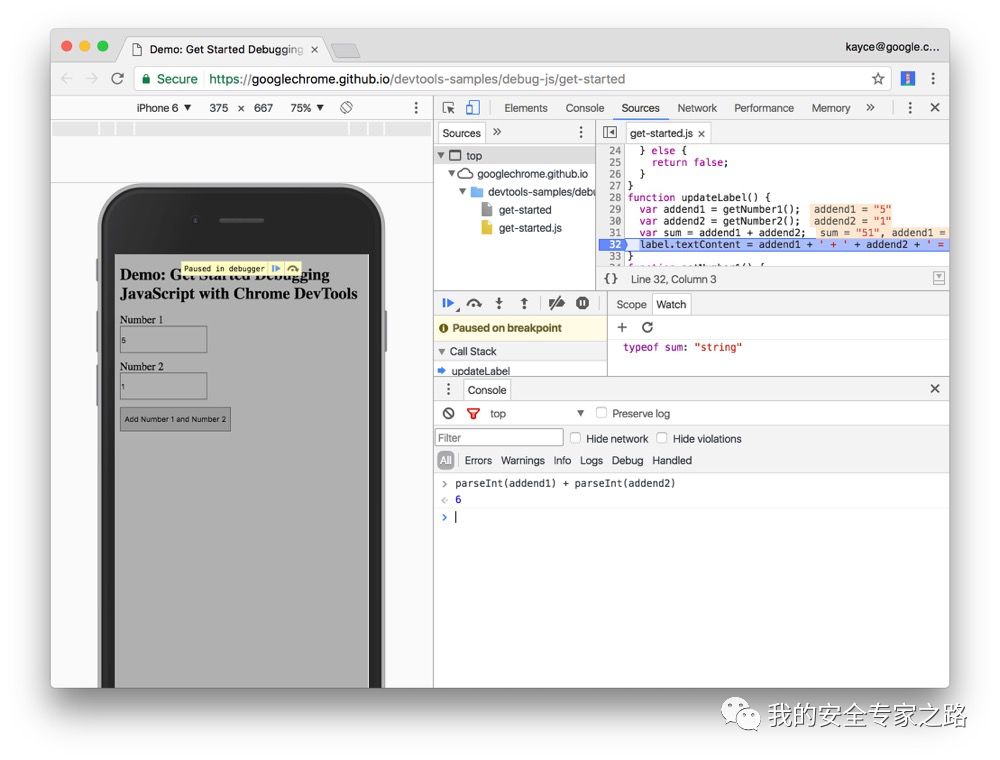 Demo: Get Started Debugging
kayce@google.c...
Secure https://googlechrome.github.io/devtools-samples/debug-js/get-started
iPhone 6 ▼ 375 × 667 75% ▼
Elements Console Sources Network Performance Memory »
Sources »
get-started.js ×
top
googlechrome.github.io
devtools-samples/debu
get-started
get-started.js
24 } else {
25 return false;
26 }
27 }
28 function updateLabel() {
29 var addend1 = getNumber1(); addend1 = "5"
30 var addend2 = getNumber2(); addend2 = "1"
31 var sum = addend1 + addend2; sum = "51", addend1 =
32 label.textContent = addend1 + ' + ' + addend2 + ' =
33 }
34 function getNumber1() {
{} Line 32, Column 3
Paused in debugger
Demo: Get Started Debugging
JavaScript with Chrome DevTools
Number 1
5
Number 2
1
Add Number 1 and Number 2
Paused on breakpoint
Call Stack
updateLabel
Scope Watch
typeof sum: "string"
Console
top ▼ Preserve log
Filter Hide network Hide violations
All Errors Warnings Info Logs Debug Handled
> parseInt(addend1) + parseInt(addend2)
6
>
我的安全专家之路